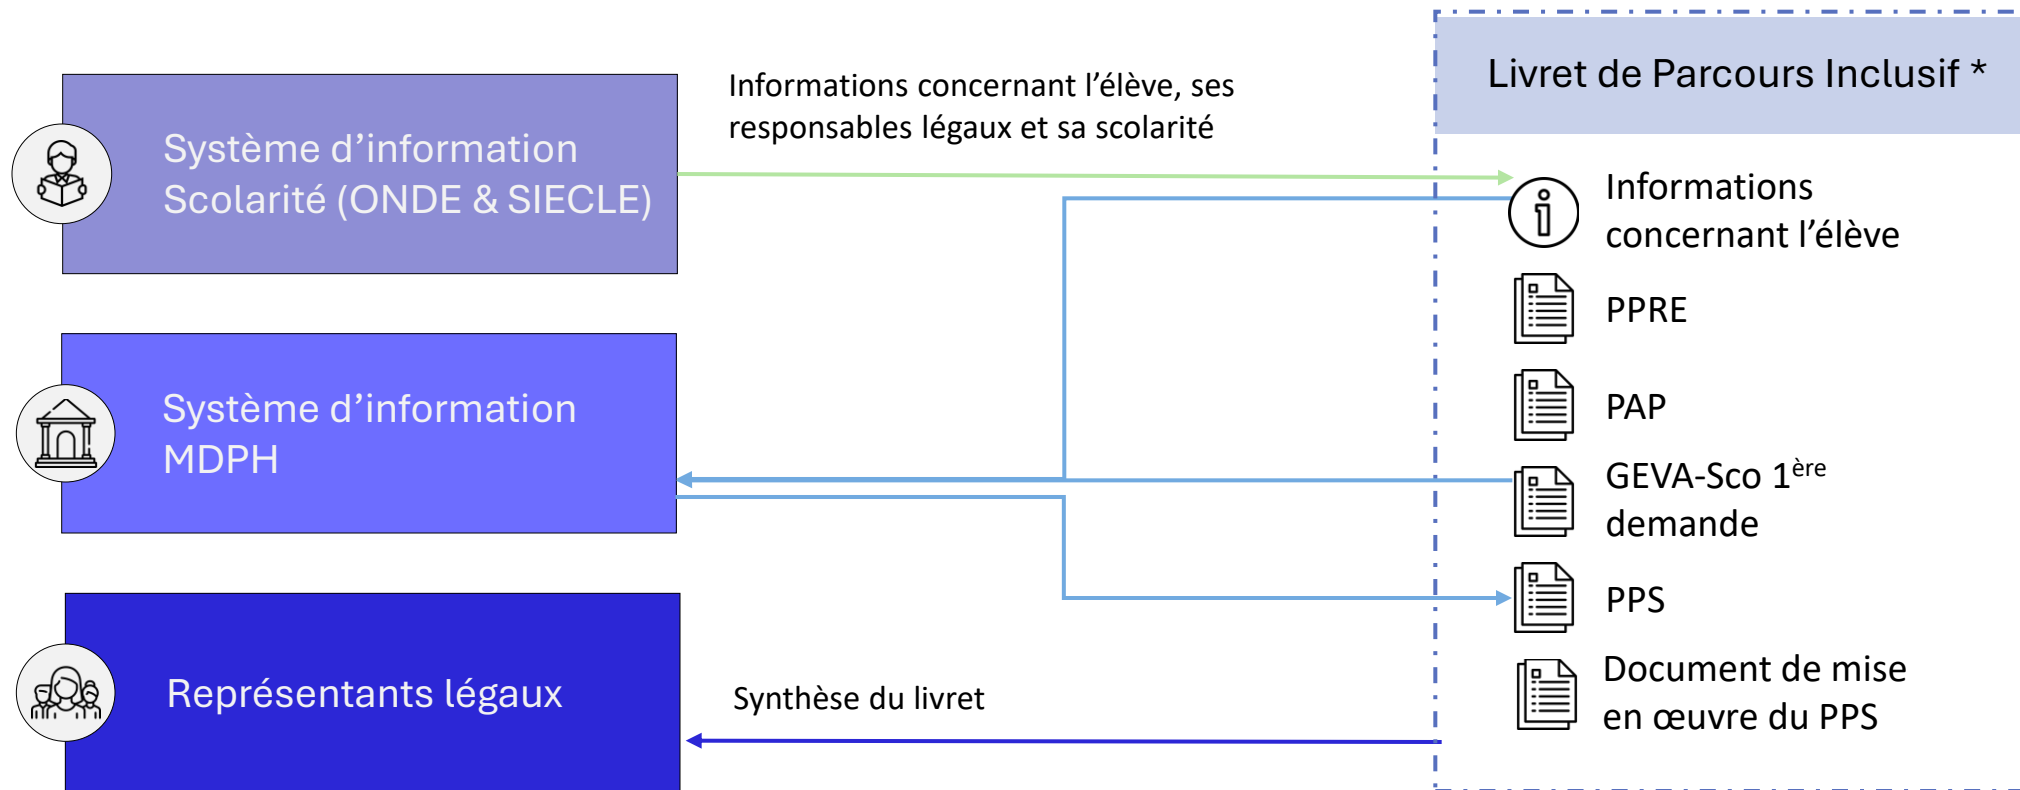 Système d’information
Scolarité (ONDE & SIECLE)
Informations concernant l’élève, ses
responsables légaux et sa scolarité
Système d’information
MDPH
Représentants légaux
Synthèse du livret
Livret de Parcours Inclusif *
Informations
concernant l’élève
PPRE
PAP
GEVA-Sco 1ère
demande
PPS
Document de mise
en œuvre du PPS